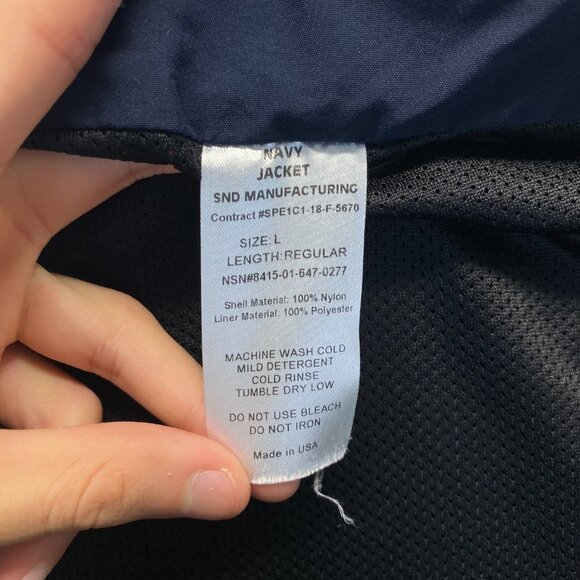 NAVY
JACKET
SND MANUFACTURING
Contract #SPE1C1-18-F-5670
SIZE: L
LENGTH:REGULAR
NSN#8415-01-647-0277
Shell Material: 100% Nylon
Liner Material: 100% Polyester
MACHINE WASH COLD
MILD DETERGENT
COLD RINSE
TUMBLE DRY LOW
DO NOT USE BLEACH
DO NOT IRON
Made in USA